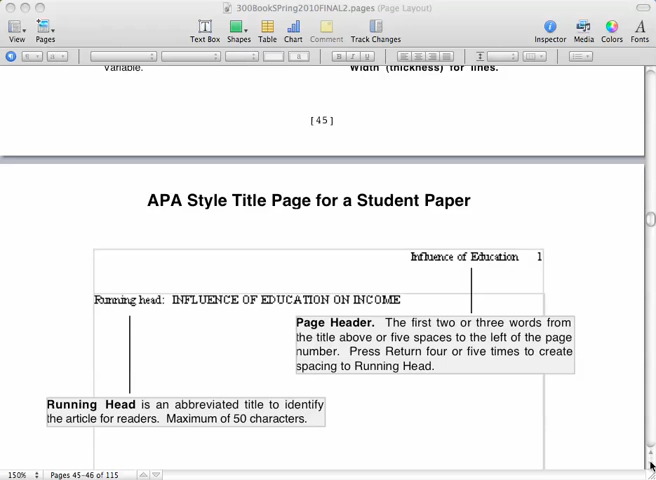 300BookSPring2010FINAL2.pages (Page Layout)
View Pages Text Box Shapes Table Chart Comment Track Changes Inspector Media Colors Fonts
B I U
Variable. Width (thickness) for lines.
[45]
APA Style Title Page for a Student Paper
Influence of Education 1
Running head: INFLUENCE OF EDUCATION ON INCOME
Page Header. The first two or three words from
the title above or five spaces to the left of the page
number. Press Return four or five times to create
spacing to Running Head.
Running Head is an abbreviated title to identify
the article for readers. Maximum of 50 characters.
150% Pages 45-46 of 115